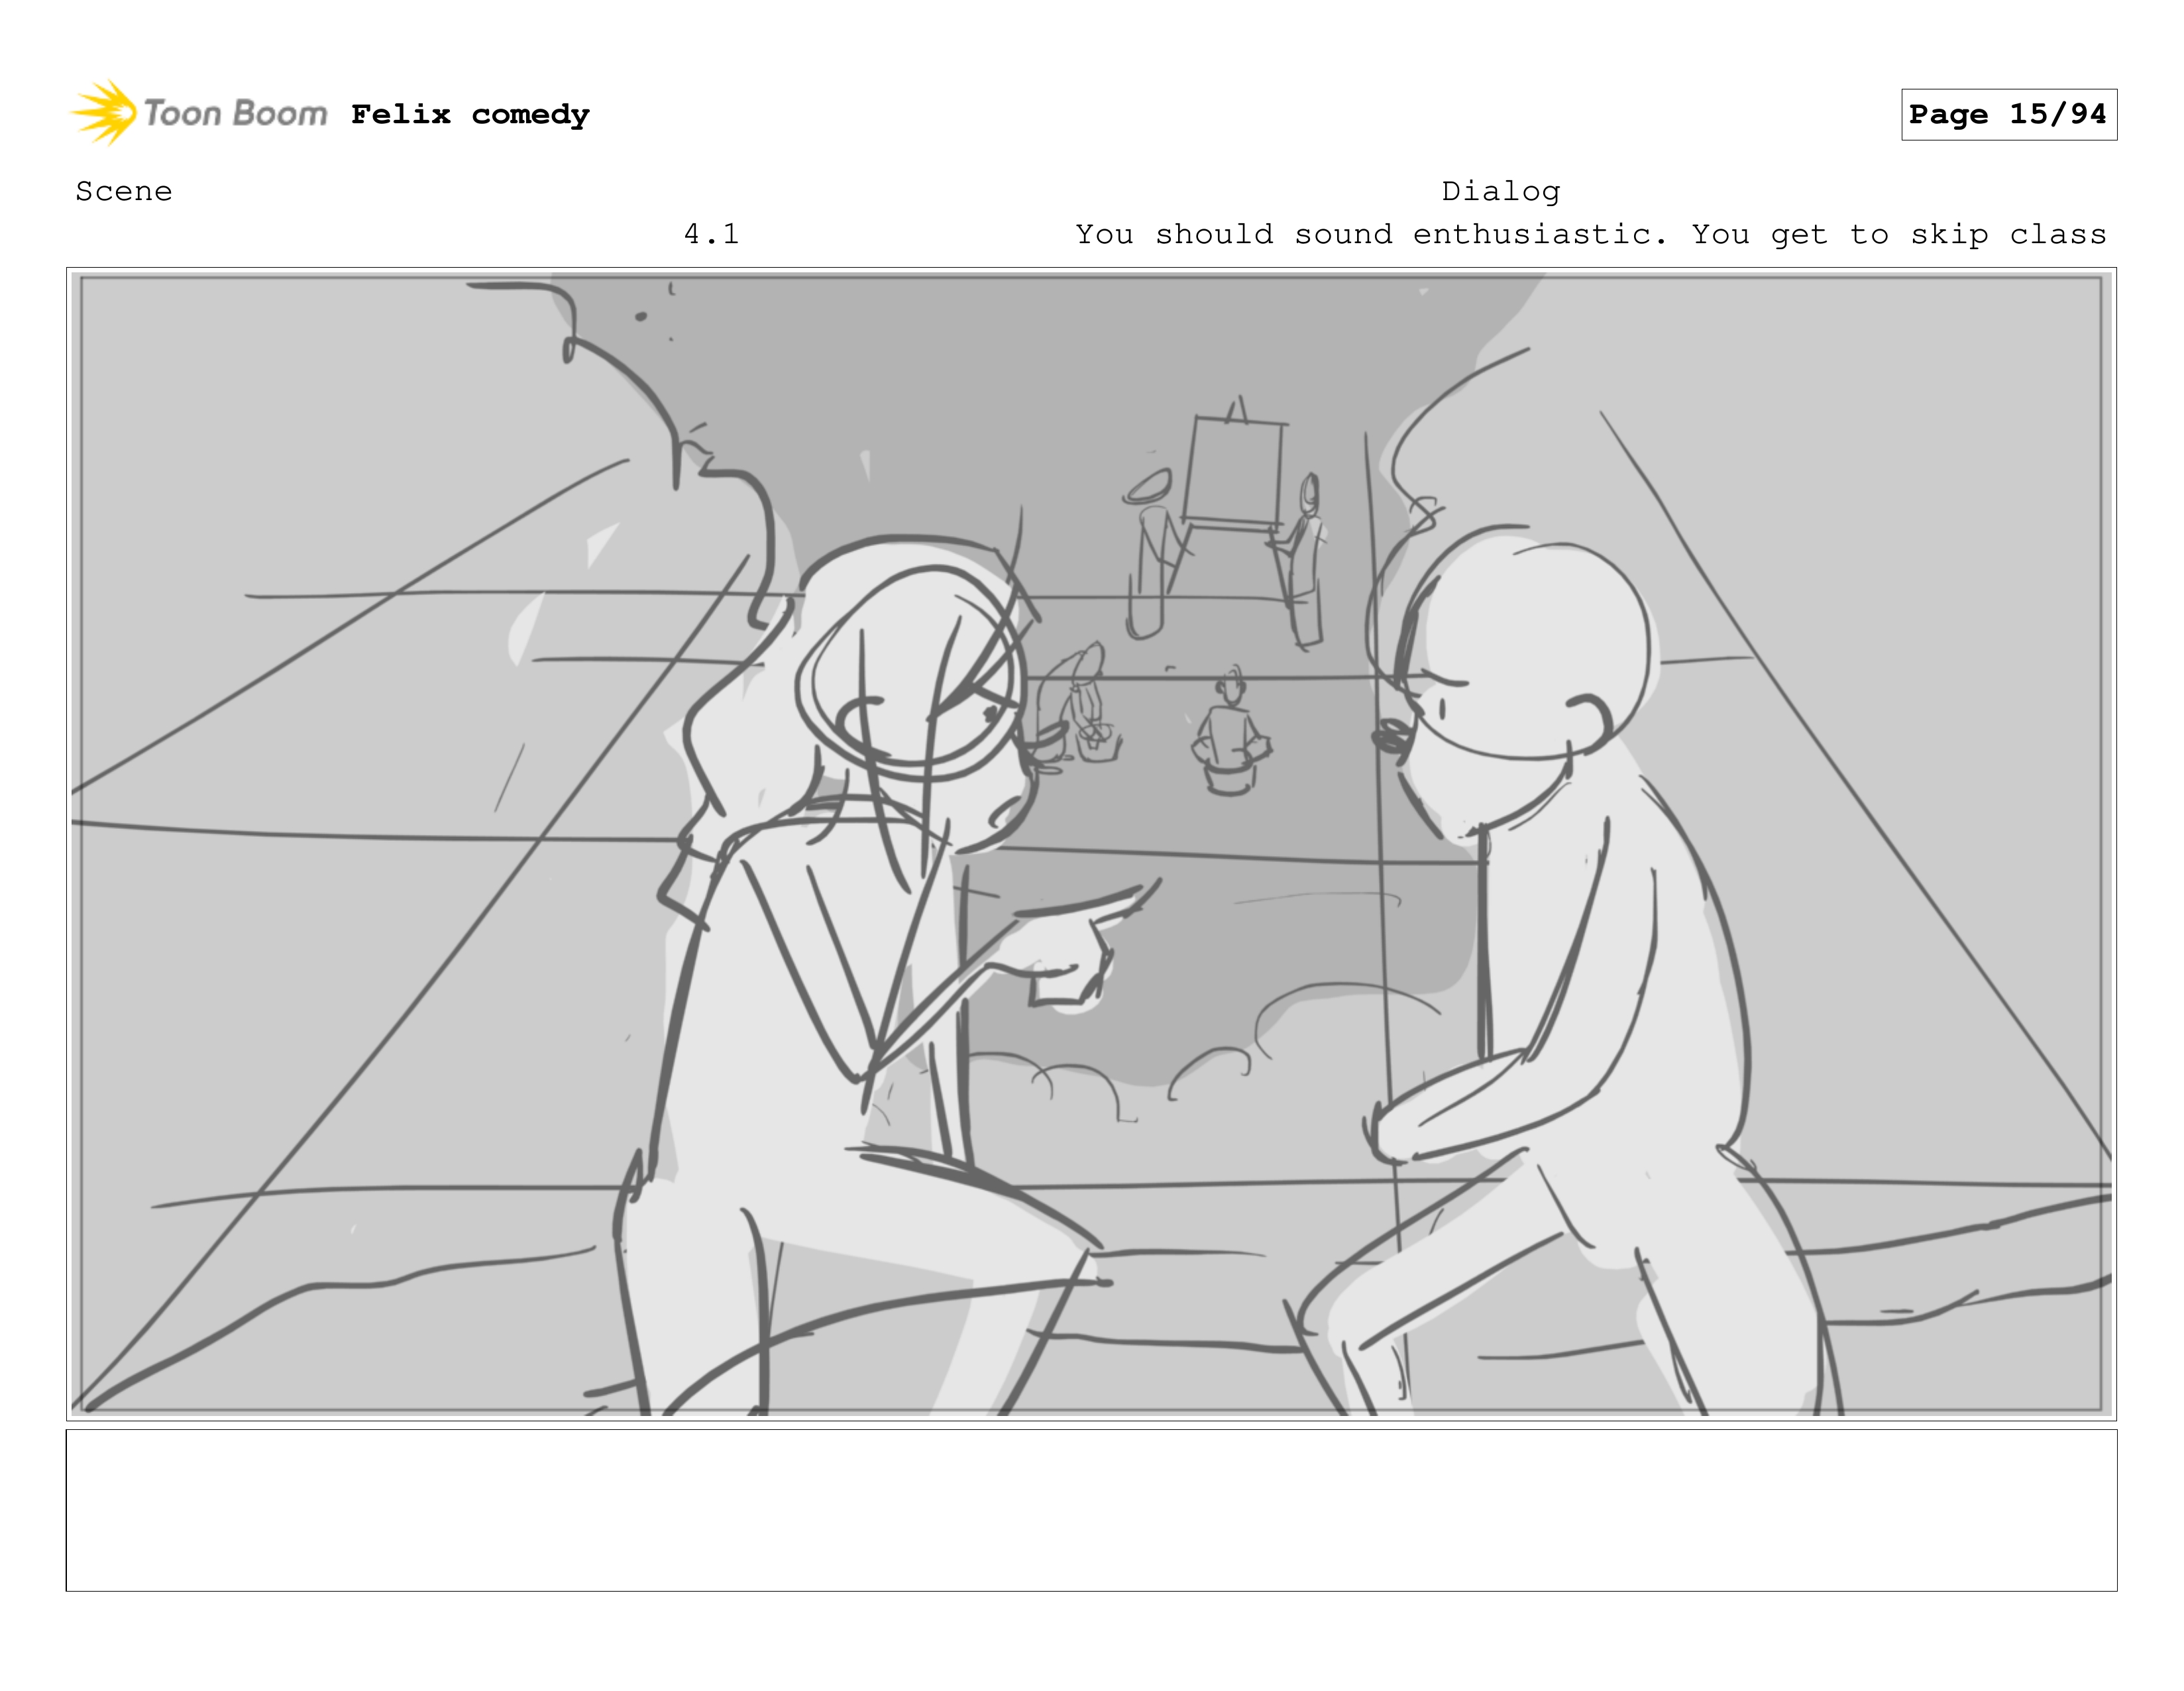 Toon Boom Felix comedy
Page 15/94
Scene
Dialog
4.1
You should sound enthusiastic. You get to skip class